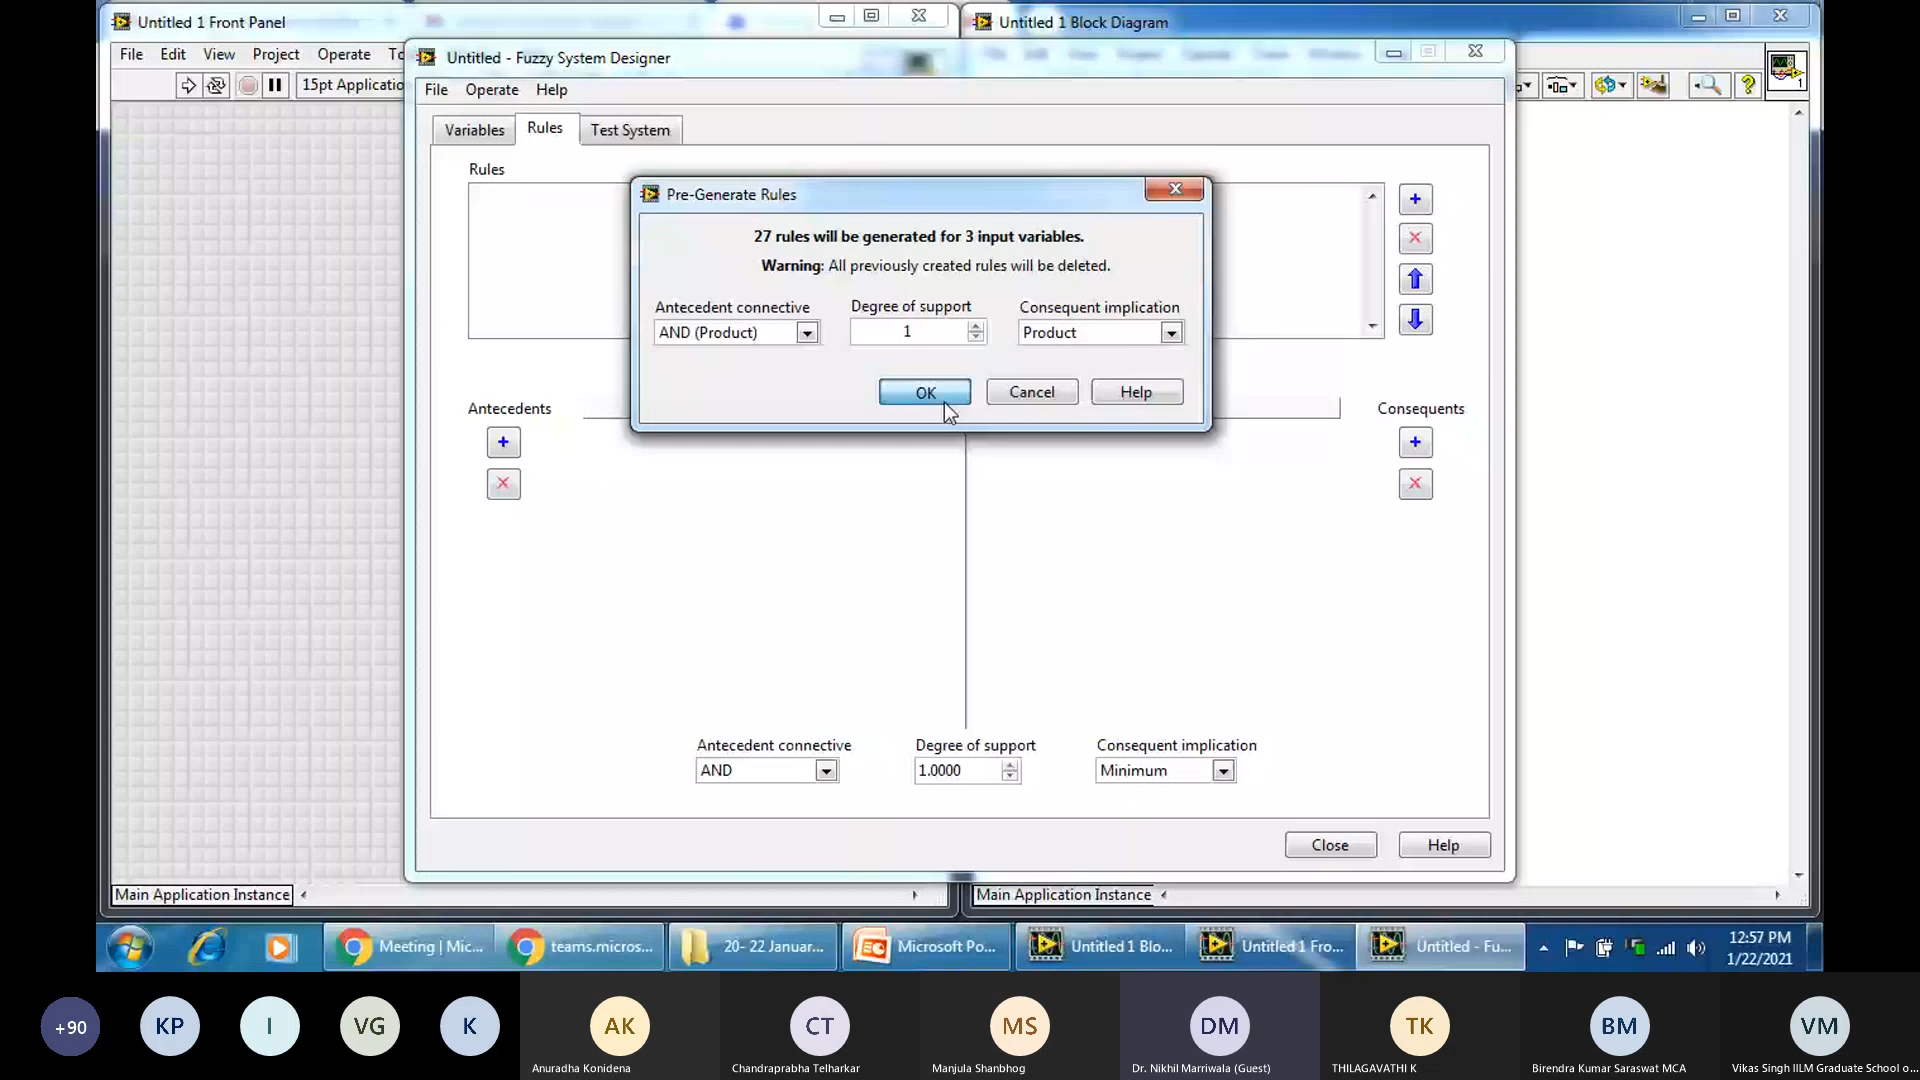 Untitled 1 Front Panel
Untitled 1 Block Diagram
File Edit View Project Operate To
15pt Applicatio
Untitled - Fuzzy System Designer
File Operate Help
Variables Rules Test System
Rules
Pre-Generate Rules
27 rules will be generated for 3 input variables.
Warning: All previously created rules will be deleted.
Antecedent connective Degree of support Consequent implication
AND (Product) 1 Product
OK Cancel Help
Antecedents
Consequents
Antecedent connective Degree of support Consequent implication
AND 1.0000 Minimum
Close Help
Main Application Instance
Main Application Instance
Meeting | Mic...
teams.micros...
20- 22 Januar...
Microsoft Po...
Untitled 1 Blo...
Untitled 1 Fro...
Untitled - Fu...
12:57 PM
1/22/2021
+90 KP I VG K AK CT MS DM TK BM VM
Anuradha Konidena
Chandraprabha Telharkar
Manjula Shanbhog
Dr. Nikhil Marriwala (Guest)
THILAGAVATHI K
Birendra Kumar Saraswat MCA
Vikas Singh IILM Graduate School o...